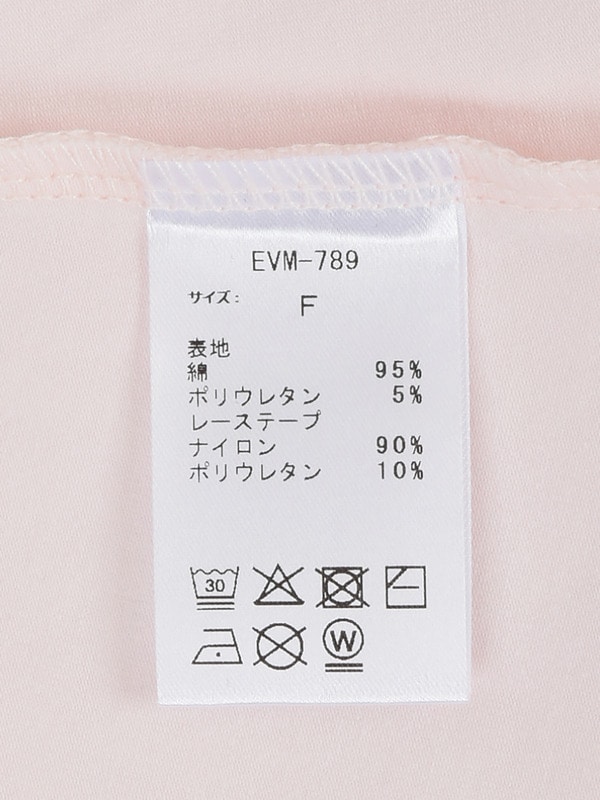 EVM-789
サイズ: F
表地
綿 95%
ポリウレタン 5%
レーステープ
ナイロン 90%
ポリウレタン 10%
30
W